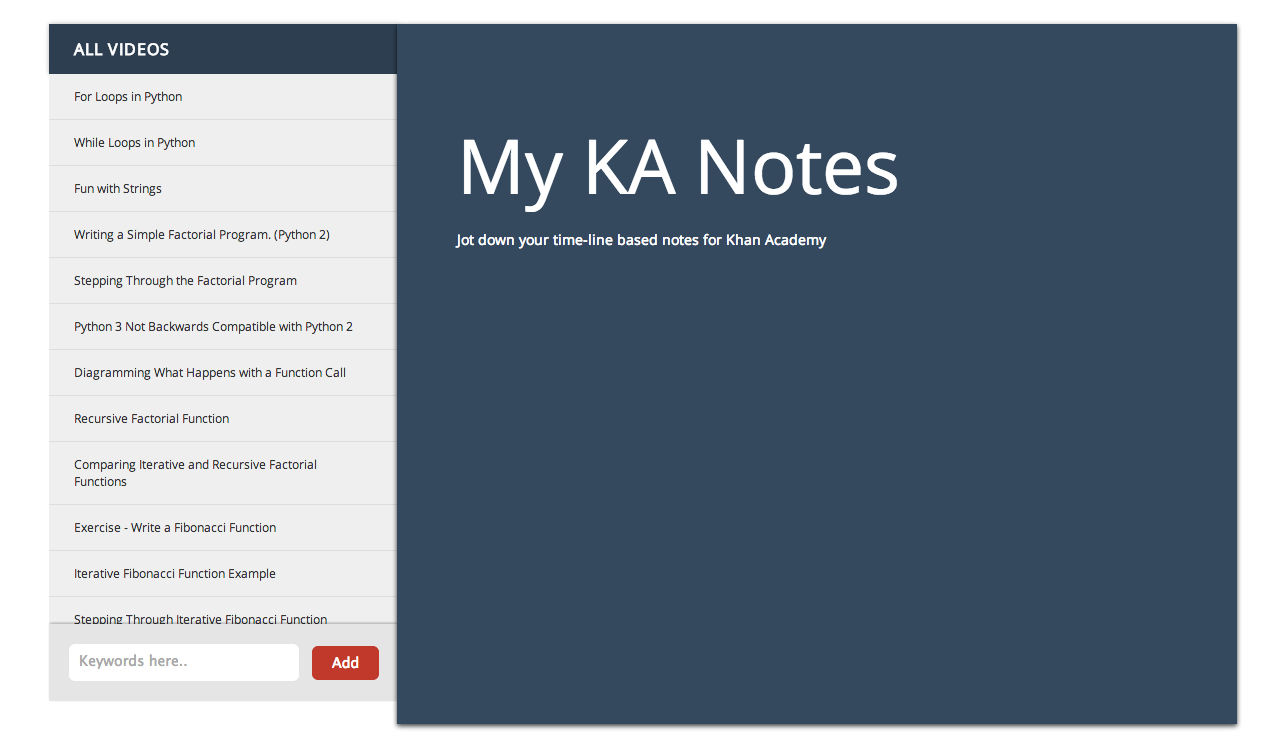 ALL VIDEOS
For Loops in Python
While Loops in Python
Fun with Strings
Writing a Simple Factorial Program. (Python 2)
Stepping Through the Factorial Program
Python 3 Not Backwards Compatible with Python 2
Diagramming What Happens with a Function Call
Recursive Factorial Function
Comparing Iterative and Recursive Factorial
Functions
Exercise - Write a Fibonacci Function
Iterative Fibonacci Function Example
Stepping Through Iterative Fibonacci Function
Keywords here..
Add
My KA Notes
Jot down your time-line based notes for Khan Academy